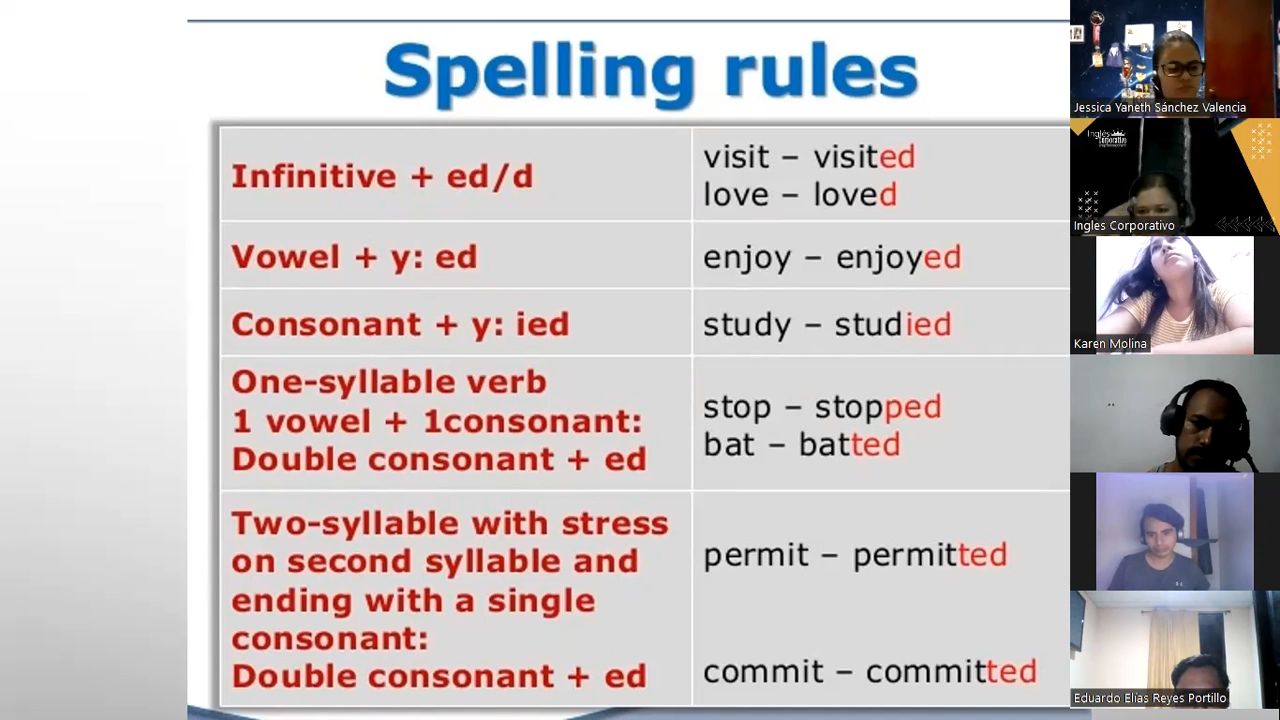 Spelling rules
Infinitive + ed/d
visit – visited
love – loved
Vowel + y: ed
enjoy – enjoyed
Consonant + y: ied
study – studied
One-syllable verb
1 vowel + 1consonant:
Double consonant + ed
stop – stopped
bat – batted
Two-syllable with stress
on second syllable and
ending with a single
consonant:
Double consonant + ed
permit – permitted
commit – committed
Jessica Yaneth Sánchez Valencia
Inglés
Corporativo
Ingles Corporativo
Karen Molina
Eduardo Elías Reyes Portillo